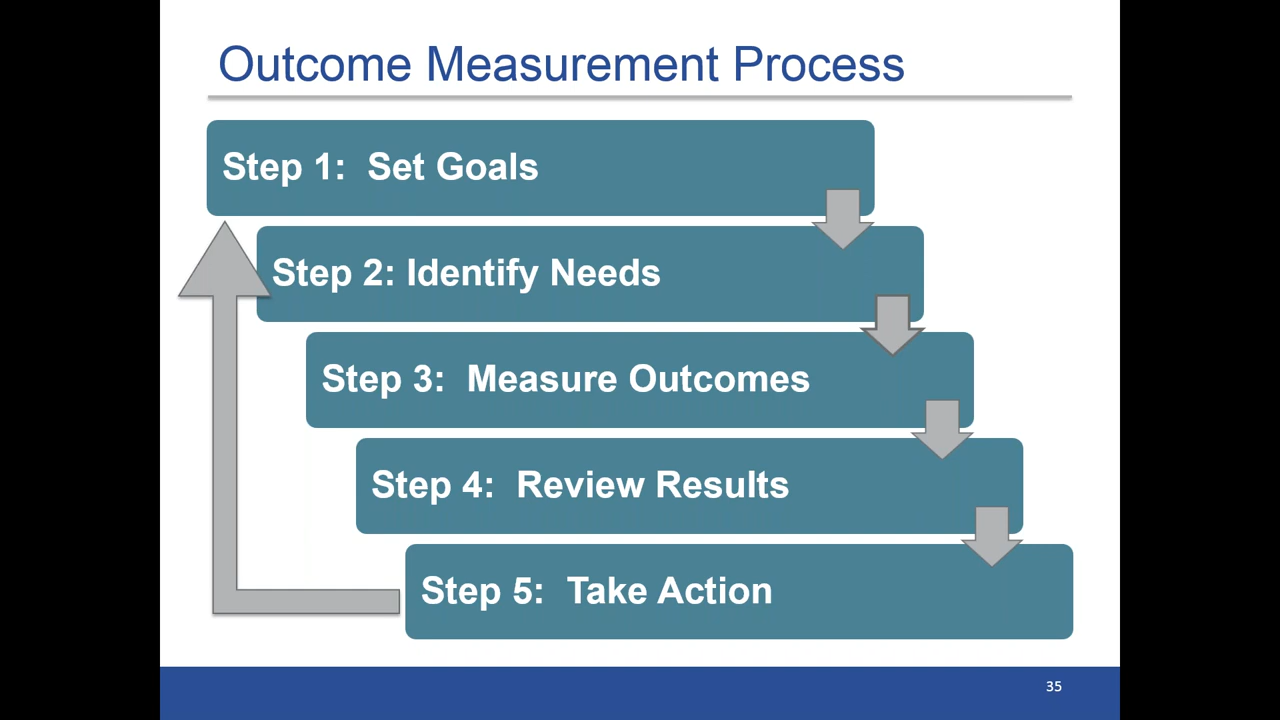 Outcome Measurement Process
Step 1:  Set Goals
Step 2: Identify Needs
Step 3:  Measure Outcomes
Step 4:  Review Results
Step 5:  Take Action
35